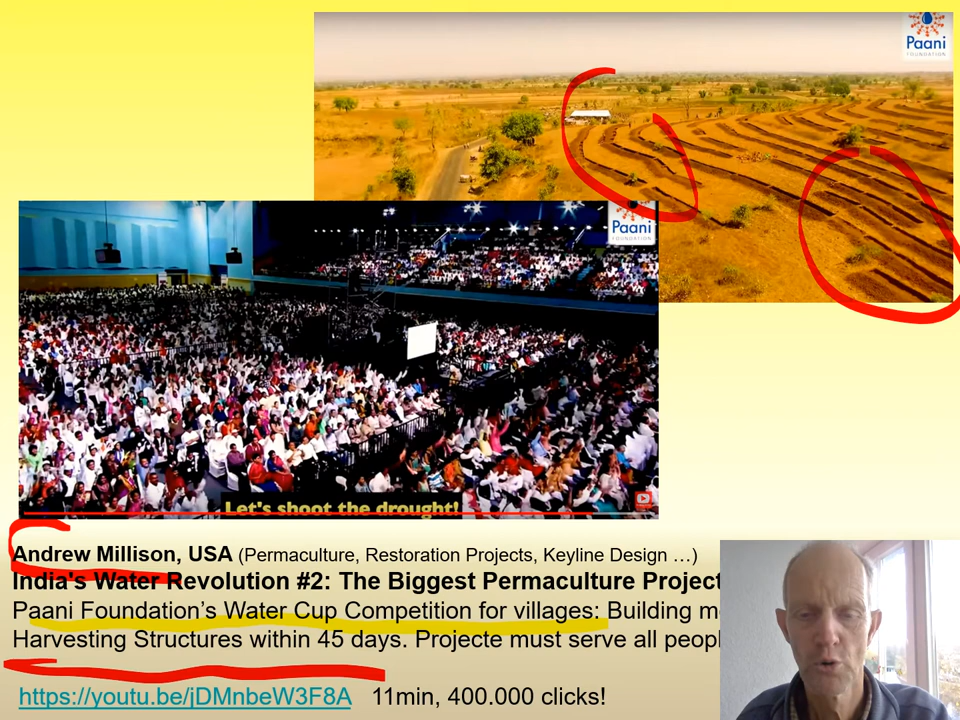 Paani
FOUNDATION
Paani
FOUNDATION
Let's shoot the drought!
Andrew Millison, USA (Permaculture, Restoration Projects, Keyline Design …)
India's Water Revolution #2: The Biggest Permaculture Project
Paani Foundation's Water Cup Competition for villages: Building
Harvesting Structures within 45 days. Projecte must serve all
https://youtu.be/jDMnbeW3F8A 11min, 400.000 clicks!